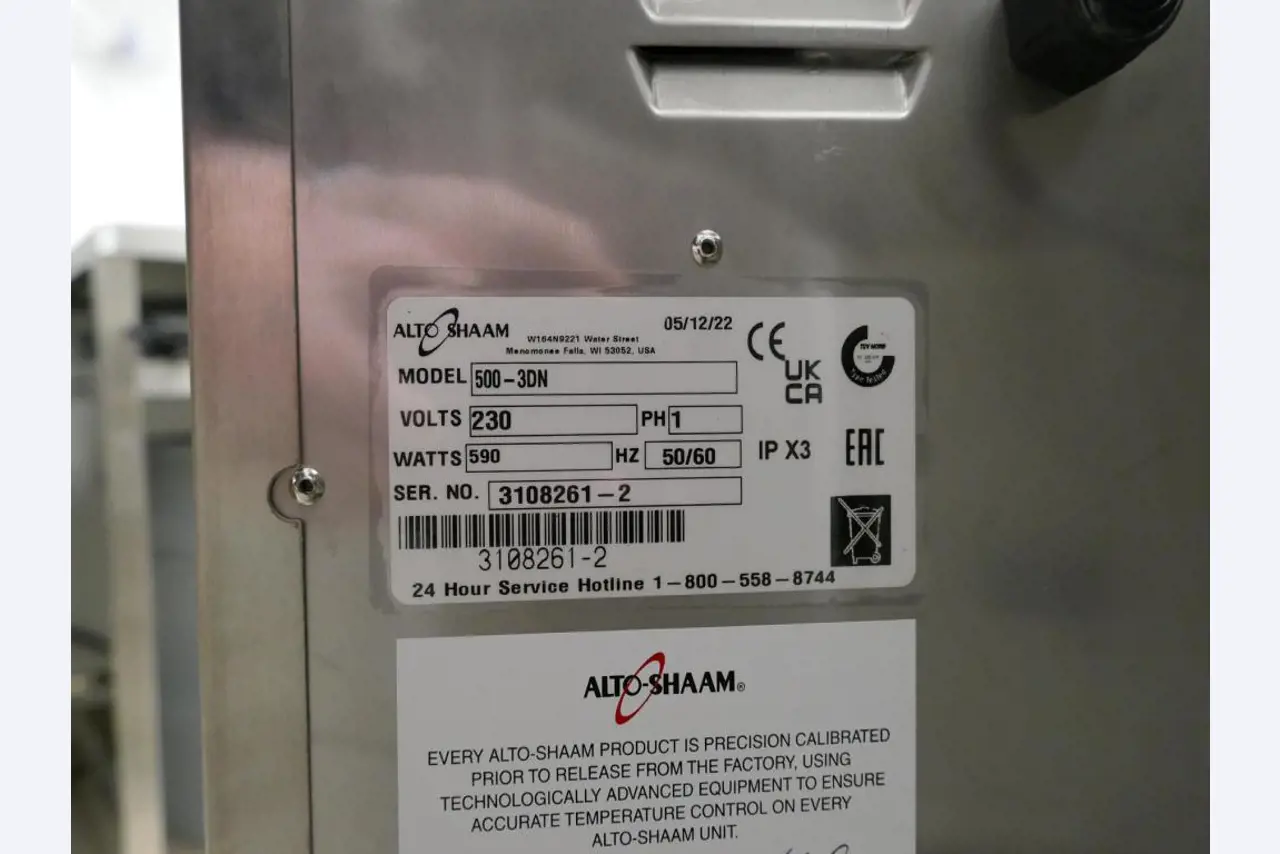 ALTO-SHAAM
05/12/22
W164N9221 Water Street
Menomonee Falls, WI 53052, USA
CE
UK
CA
TUV NORD
MODEL 500-3DN
VOLTS 230 PH 1
WATTS 590 HZ 50/60 IP X3
EAC
SER. NO. 3108261-2
3108261-2
24 Hour Service Hotline 1-800-558-8744
ALTO-SHAAM®
EVERY ALTO-SHAAM PRODUCT IS PRECISION CALIBRATED
PRIOR TO RELEASE FROM THE FACTORY, USING
TECHNOLOGICALLY ADVANCED EQUIPMENT TO ENSURE
ACCURATE TEMPERATURE CONTROL ON EVERY
ALTO-SHAAM UNIT.